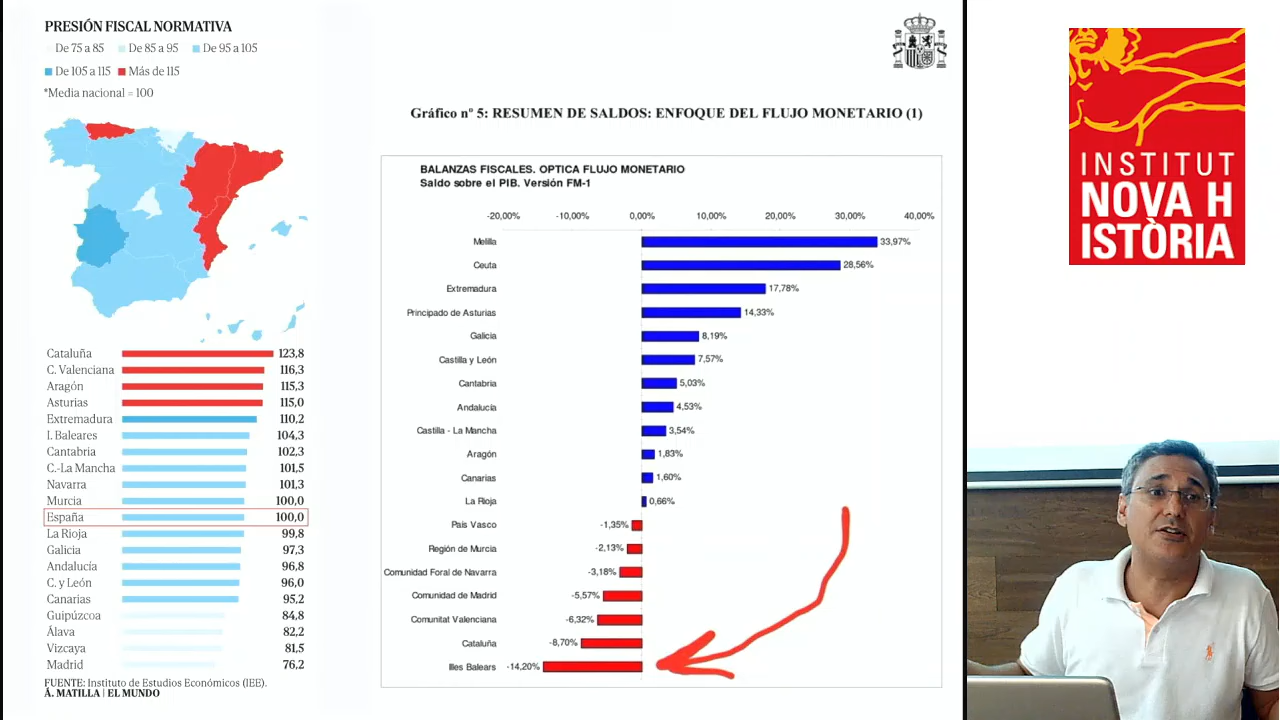 PRESIÓN FISCAL NORMATIVA
De 75 a 85 De 85 a 95 De 95 a 105
De 105 a 115 Más de 115
*Media nacional = 100
Cataluña 123,8
C. Valenciana 116,3
Aragón 115,3
Asturias 115,0
Extremadura 110,2
I. Baleares 104,3
Cantabria 102,3
C.-La Mancha 101,5
Navarra 101,3
Murcia 100,0
España 100,0
La Rioja 99,8
Galicia 97,3
Andalucía 96,8
C. y León 96,0
Canarias 95,2
Guipúzcoa 84,8
Álava 82,2
Vizcaya 81,5
Madrid 76,2
FUENTE: Instituto de Estudios Económicos (IEE).
Á. MATILLA | EL MUNDO
Gráfico nº 5: RESUMEN DE SALDOS: ENFOQUE DEL FLUJO MONETARIO (1)
BALANZAS FISCALES. OPTICA FLUJO MONETARIO
Saldo sobre el PIB. Versión FM-1
-20,00% -10,00% 0,00% 10,00% 20,00% 30,00% 40,00%
Melilla 33,97%
Ceuta 28,56%
Extremadura 17,78%
Principado de Asturias 14,33%
Galicia 8,19%
Castilla y León 7,57%
Cantabria 5,03%
Andalucía 4,53%
Castilla - La Mancha 3,54%
Aragón 1,83%
Canarias 1,60%
La Rioja 0,66%
País Vasco -1,35%
Región de Murcia -2,13%
Comunidad Foral de Navarra -3,18%
Comunidad de Madrid -5,57%
Comunitat Valenciana -6,32%
Cataluña -8,70%
Illes Balears -14,20%
INSTITUT
NOVA H
ISTÒRIA